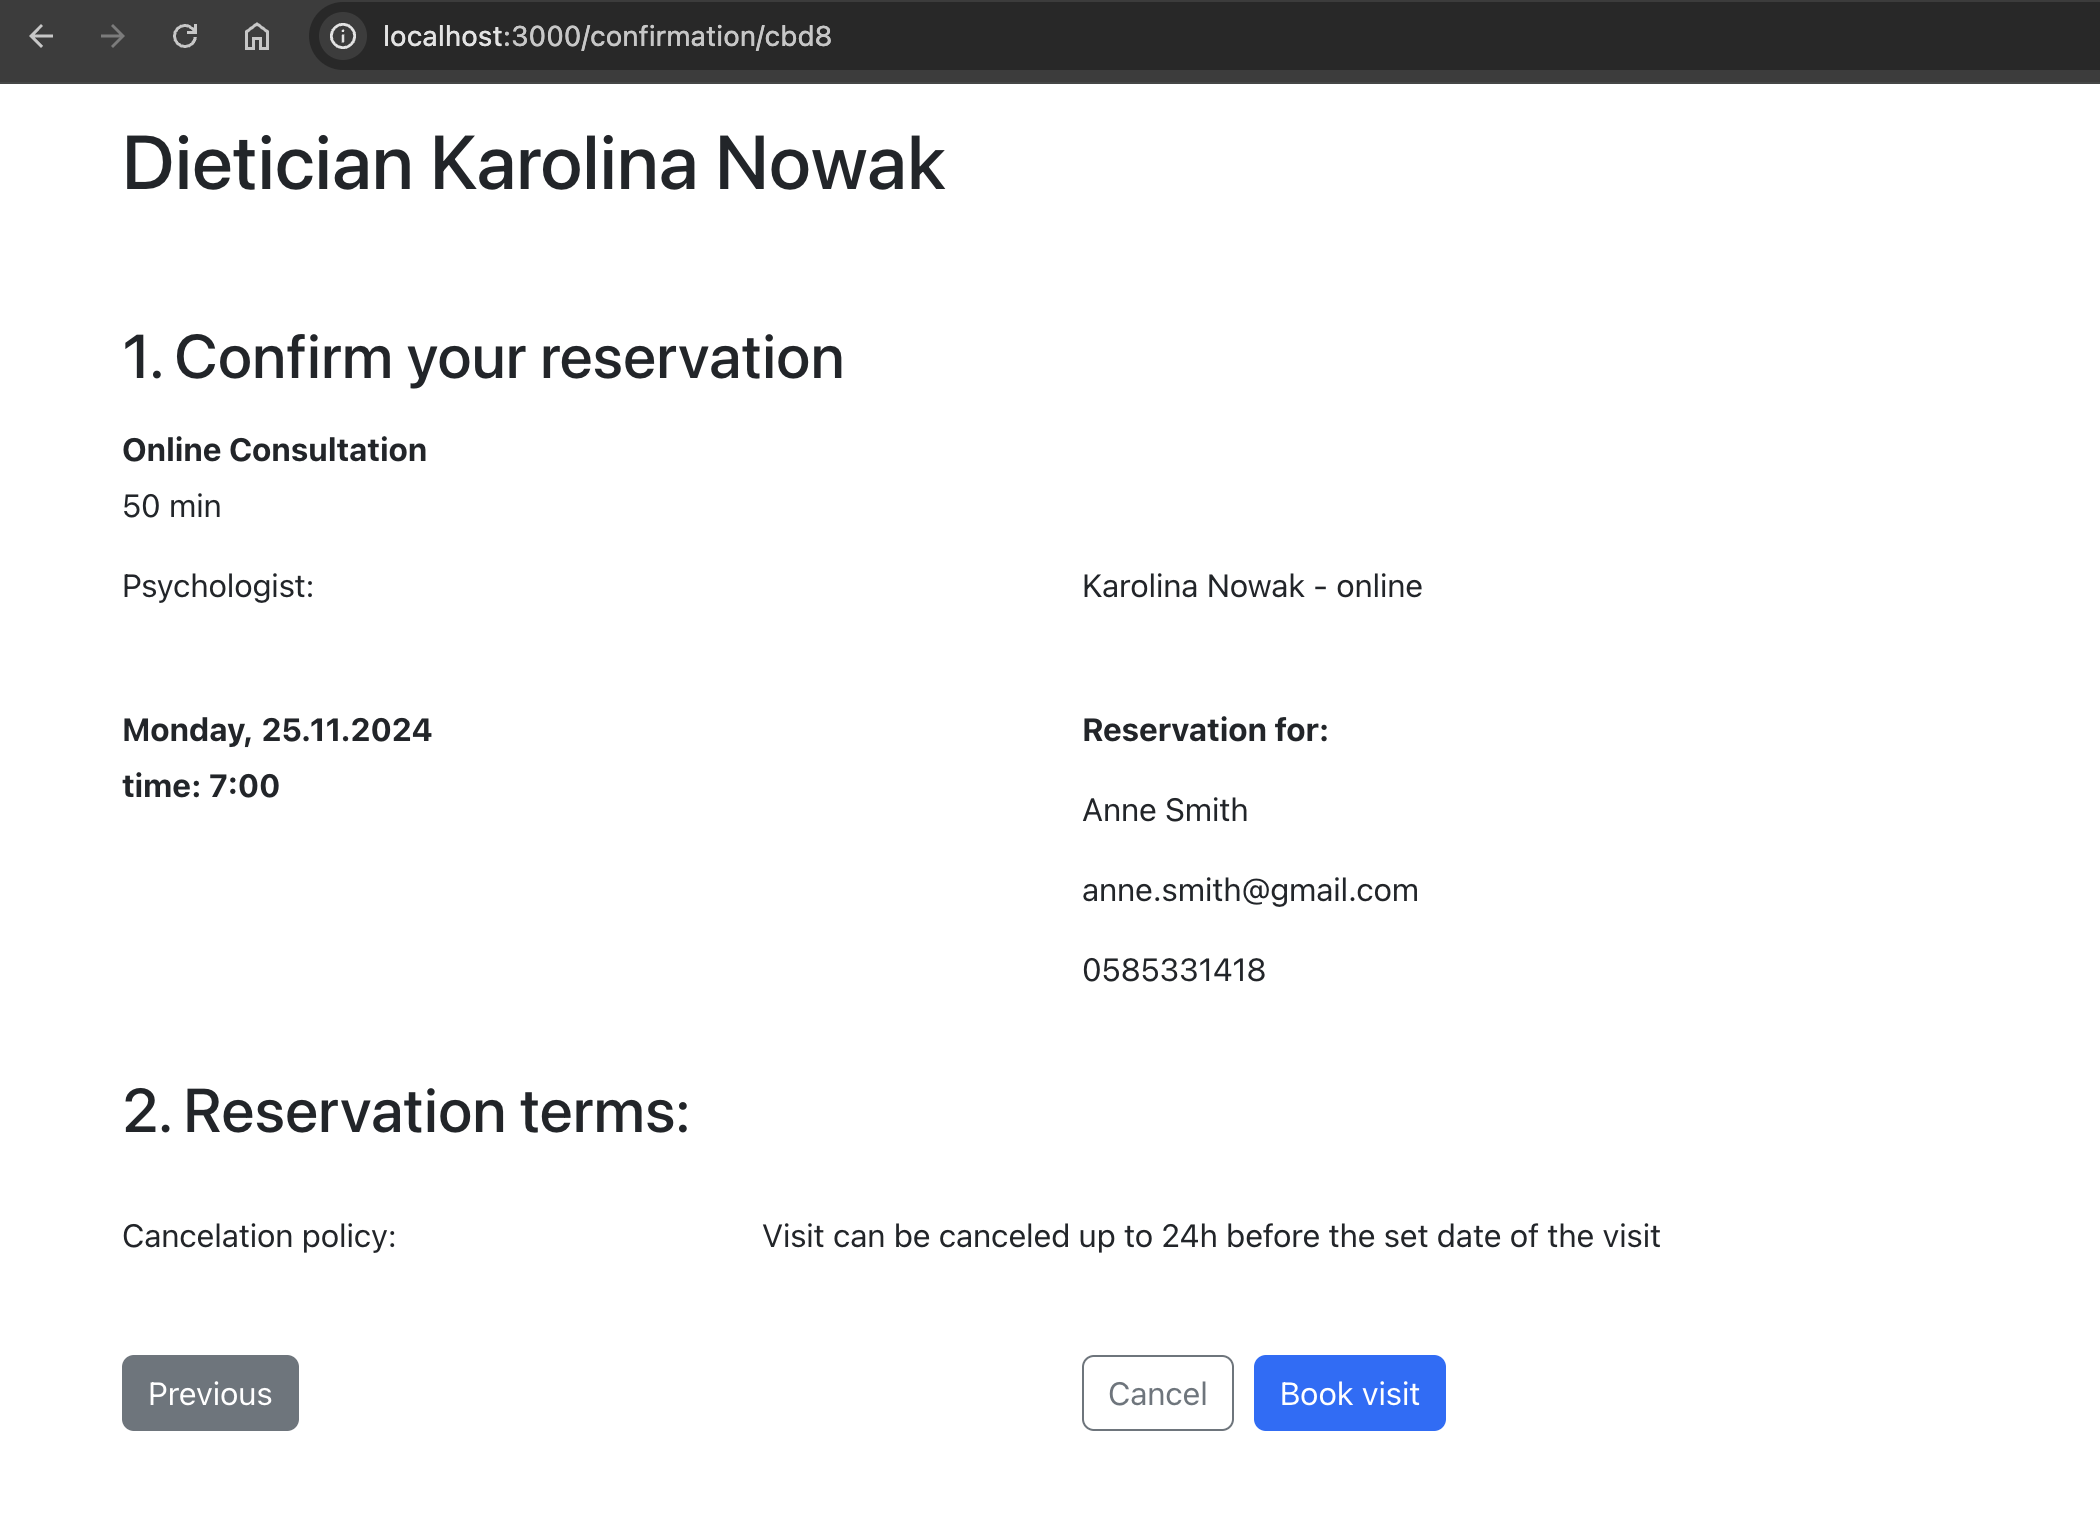 localhost:3000/confirmation/cbd8
Dietician Karolina Nowak
1. Confirm your reservation
Online Consultation
50 min
Psychologist:
Karolina Nowak - online
Monday, 25.11.2024
time: 7:00
Reservation for:
Anne Smith
anne.smith@gmail.com
0585331418
2. Reservation terms:
Cancelation policy:
Visit can be canceled up to 24h before the set date of the visit
Previous
Cancel
Book visit